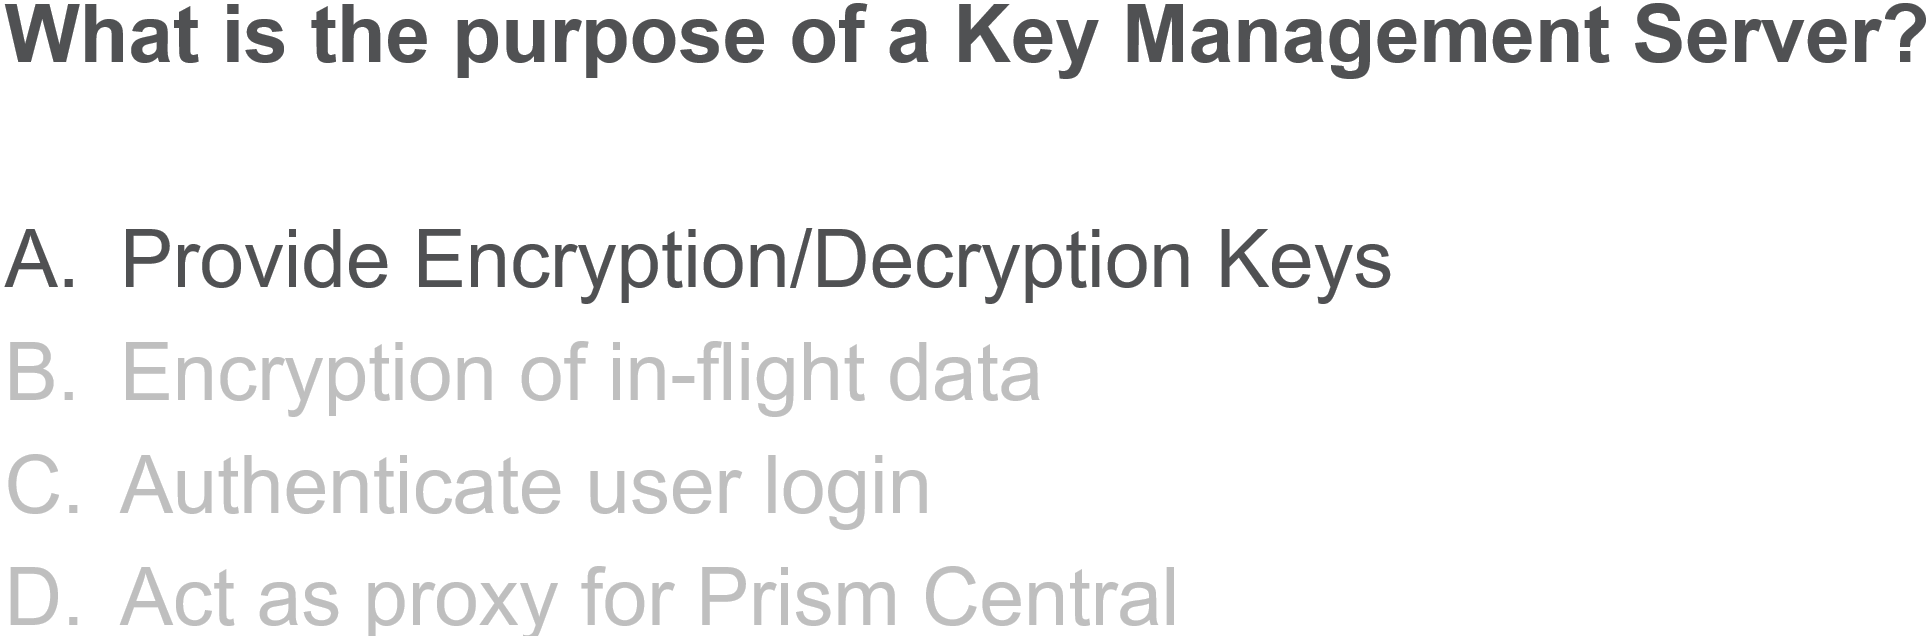 What is the purpose of a Key Management Server?
A. Provide Encryption/Decryption Keys
B. Encryption of in-flight data
C. Authenticate user login
D. Act as proxy for Prism Central